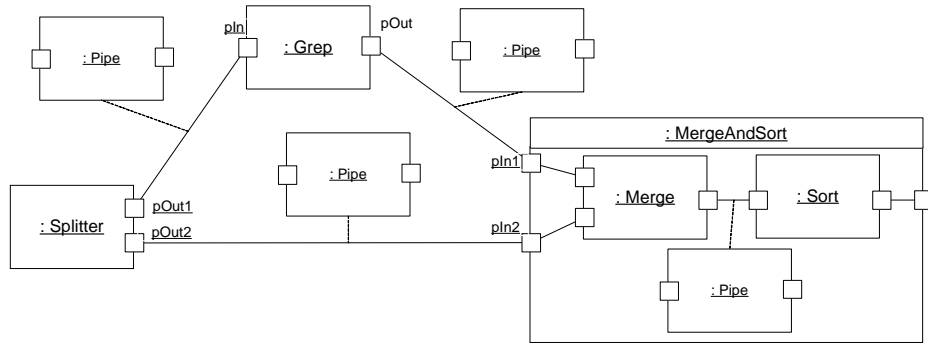 pIn
pOut
: Grep
: Pipe
: Pipe
: MergeAndSort
pIn1
: Pipe
: Merge
: Sort
pOut1
: Splitter
pOut2
pIn2
: Pipe